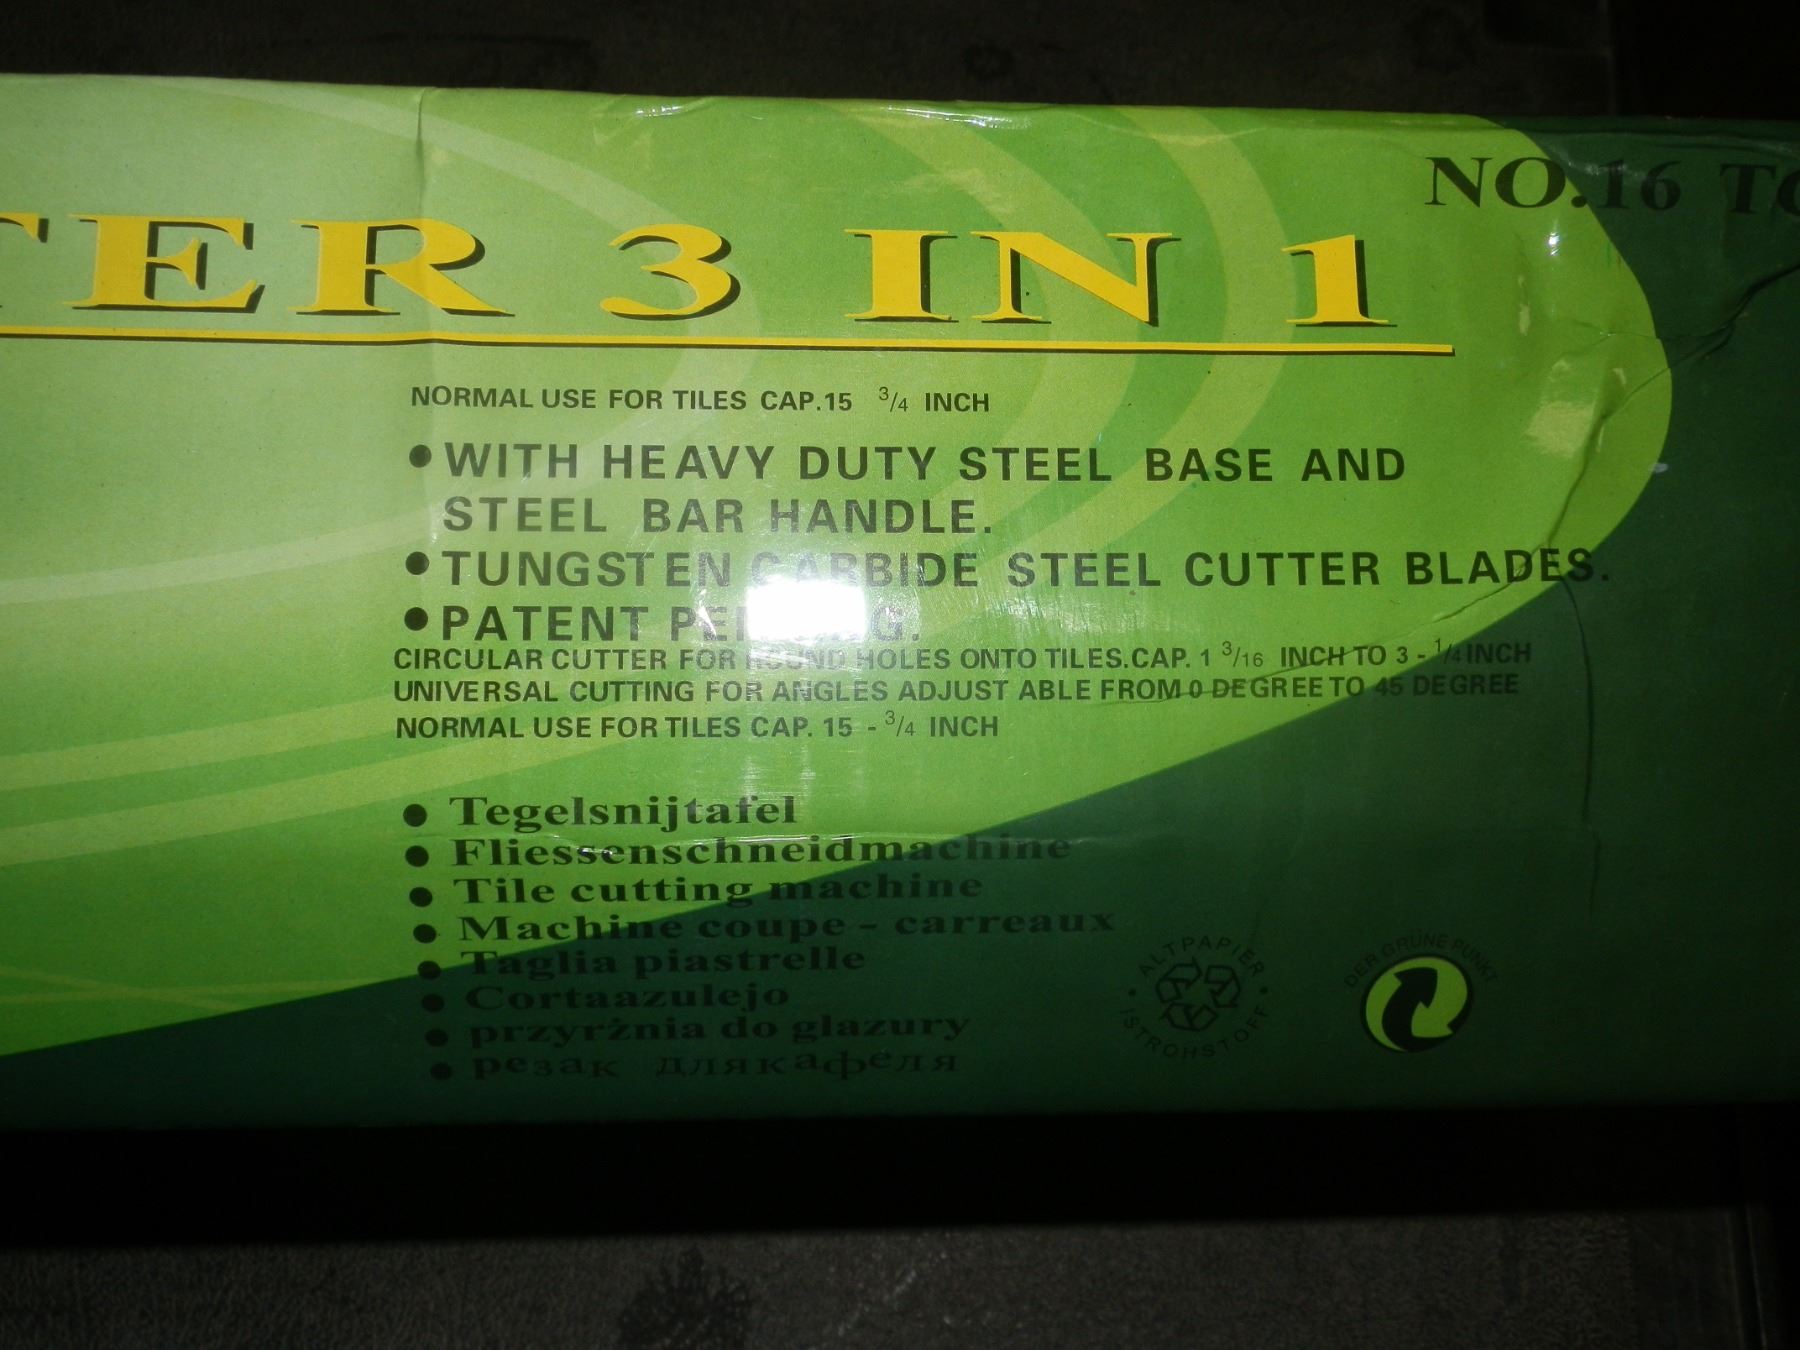 NO.16
TER 3 IN 1
NORMAL USE FOR TILES CAP.15 3/4 INCH
● WITH HEAVY DUTY STEEL BASE AND
STEEL BAR HANDLE.
● TUNGSTEN CARBIDE STEEL CUTTER BLADES.
● PATENT
CIRCULAR CUTTER FOR ROUND HOLES ONTO TILES.CAP. 1 3/16 INCH TO 3 - 1/4 INCH
UNIVERSAL CUTTING FOR ANGLES ADJUST ABLE FROM 0 DEGREE TO 45 DEGREE
NORMAL USE FOR TILES CAP. 15 - 3/4 INCH
● Tegelsnijtafel
● Fliessenschneidmachine
● Tile cutting machine
● Machine coupe - carreaux
● Taglia piastrelle
● Cortaazulejo
● przyrżnia do glazury
● резак длякафеля
ALTPAPIER
ISTROHSTOFF
DER GRÜNE PUNKT